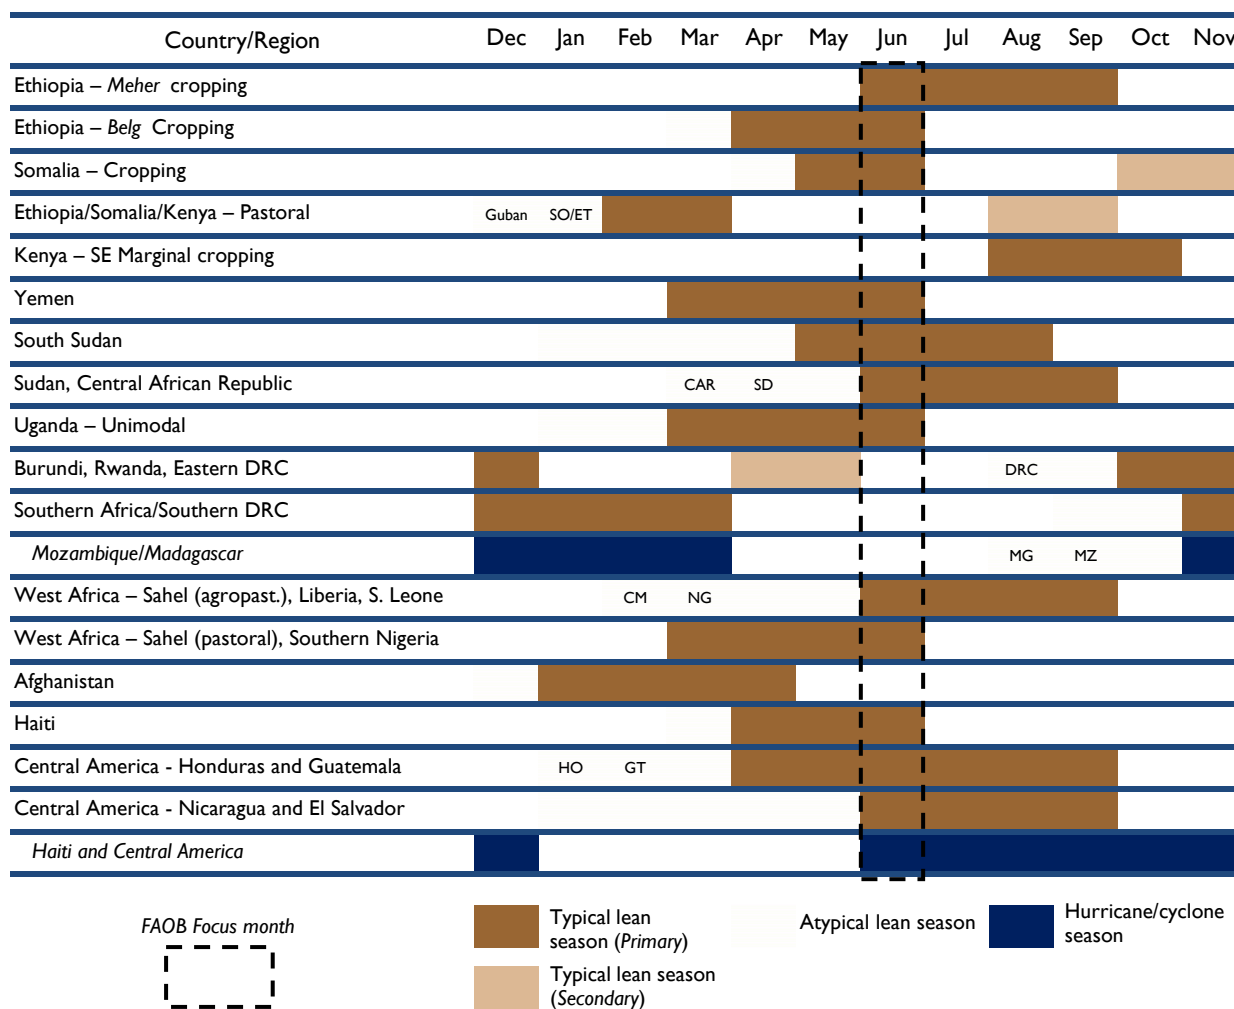 Country/Region Dec Jan Feb Mar Apr May Jun Jul Aug Sep Oct Nov
Ethiopia – Meher cropping
Ethiopia – Belg Cropping
Somalia – Cropping
Ethiopia/Somalia/Kenya – Pastoral Guban SO/ET
Kenya – SE Marginal cropping
Yemen
South Sudan
Sudan, Central African Republic CAR SD
Uganda – Unimodal
Burundi, Rwanda, Eastern DRC DRC
Southern Africa/Southern DRC
Mozambique/Madagascar MG MZ
West Africa – Sahel (agropast.), Liberia, S. Leone CM NG
West Africa – Sahel (pastoral), Southern Nigeria
Afghanistan
Haiti
Central America - Honduras and Guatemala HO GT
Central America - Nicaragua and El Salvador
Haiti and Central America
FAOB Focus month
Typical lean
season (Primary)
Atypical lean season
Hurricane/cyclone
season
Typical lean season
(Secondary)